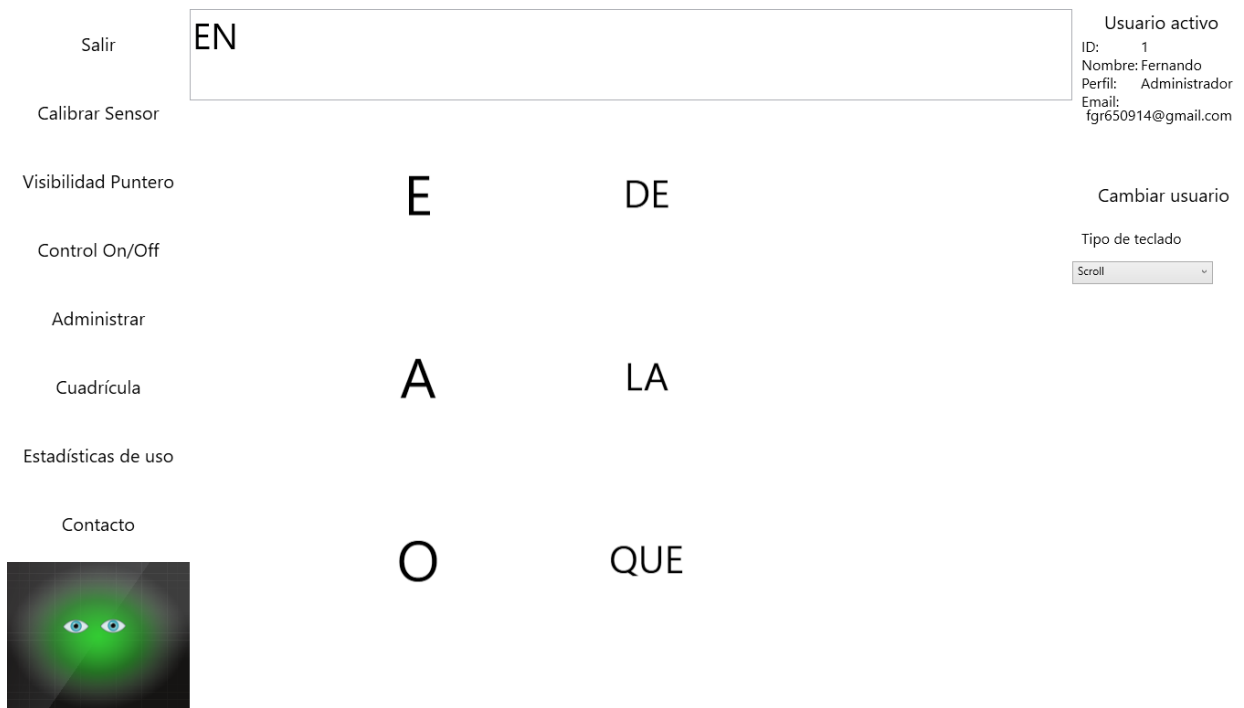 Salir
Calibrar Sensor
Visibilidad Puntero
Control On/Off
Administrar
Cuadrícula
Estadísticas de uso
Contacto
EN
E DE
A LA
O QUE
Usuario activo
ID: 1
Nombre: Fernando
Perfil: Administrador
Email:
fgr650914@gmail.com
Cambiar usuario
Tipo de teclado
Scroll